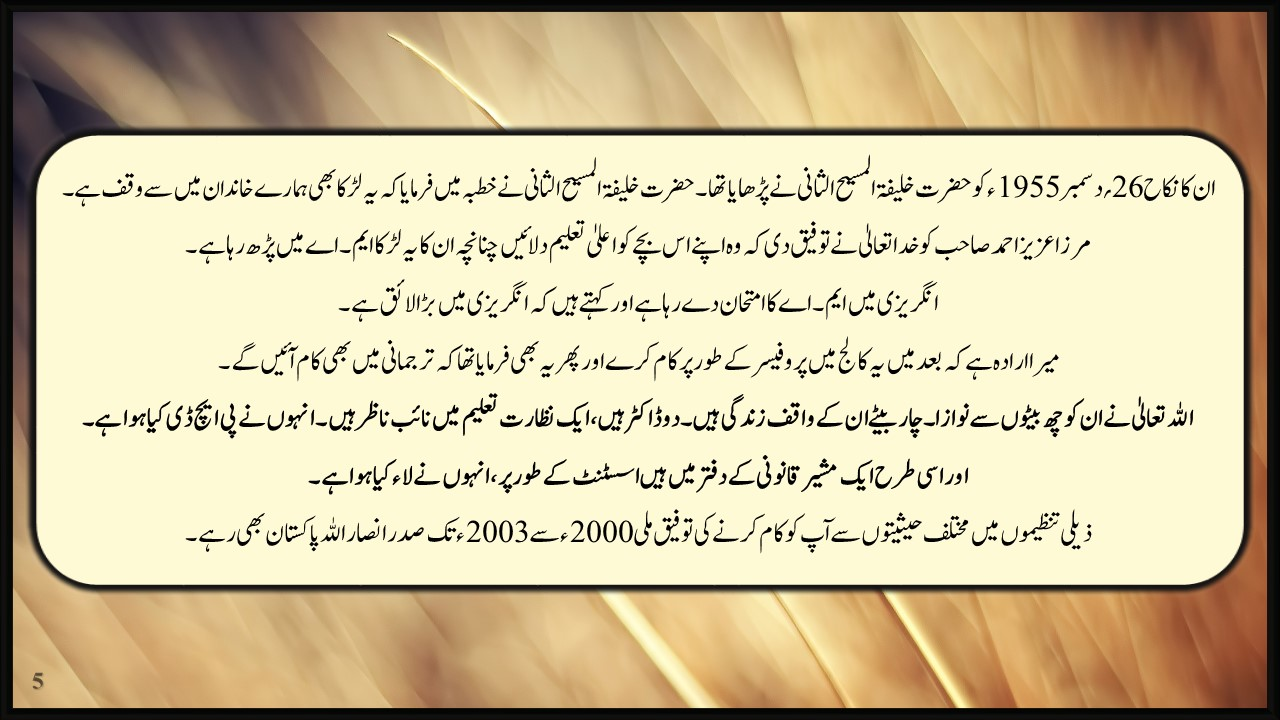 ان کا نکاح 26؍دسمبر 1955ء کو حضرت خلیفۃ المسیح الثانی نے پڑھایا تھا۔ حضرت خلیفۃ المسیح الثانی نے خطبہ میں فرمایا کہ یہ لڑکا بھی ہمارے خاندان میں سے وقف ہے۔
مرزا عزیز احمد صاحب کو خدا تعالیٰ نے توفیق دی کہ وہ اپنے اس بچے کو اعلیٰ تعلیم دلائیں چنانچہ ان کا یہ لڑکا ایم۔اے میں پڑھ رہا ہے۔
انگریزی میں ایم۔اے کا امتحان دے رہا ہے اور کہتے ہیں کہ انگریزی میں بڑا لائق ہے۔
میرا ارادہ ہے کہ بعد میں یہ کالج میں پروفیسر کے طور پر کام کرے اور پھر یہ بھی فرمایا تھا کہ ترجمانی میں بھی کام آئیں گے۔
اللہ تعالیٰ نے ان کو چھ بیٹوں سے نوازا۔ چار بیٹے ان کے واقف زندگی ہیں۔ دو ڈاکٹر ہیں، ایک نظارت تعلیم میں نائب ناظر ہیں۔ انہوں نے پی ایچ ڈی کیا ہوا ہے۔
اور اسی طرح ایک مشیر قانونی کے دفتر میں ہیں اسسٹنٹ کے طور پر، انہوں نے لاء کیا ہوا ہے۔
ذیلی تنظیموں میں مختلف حیثیتوں سے آپ کو کام کرنے کی توفیق ملی 2000ء سے 2003ء تک صدر انصار اللہ پاکستان بھی رہے۔
5